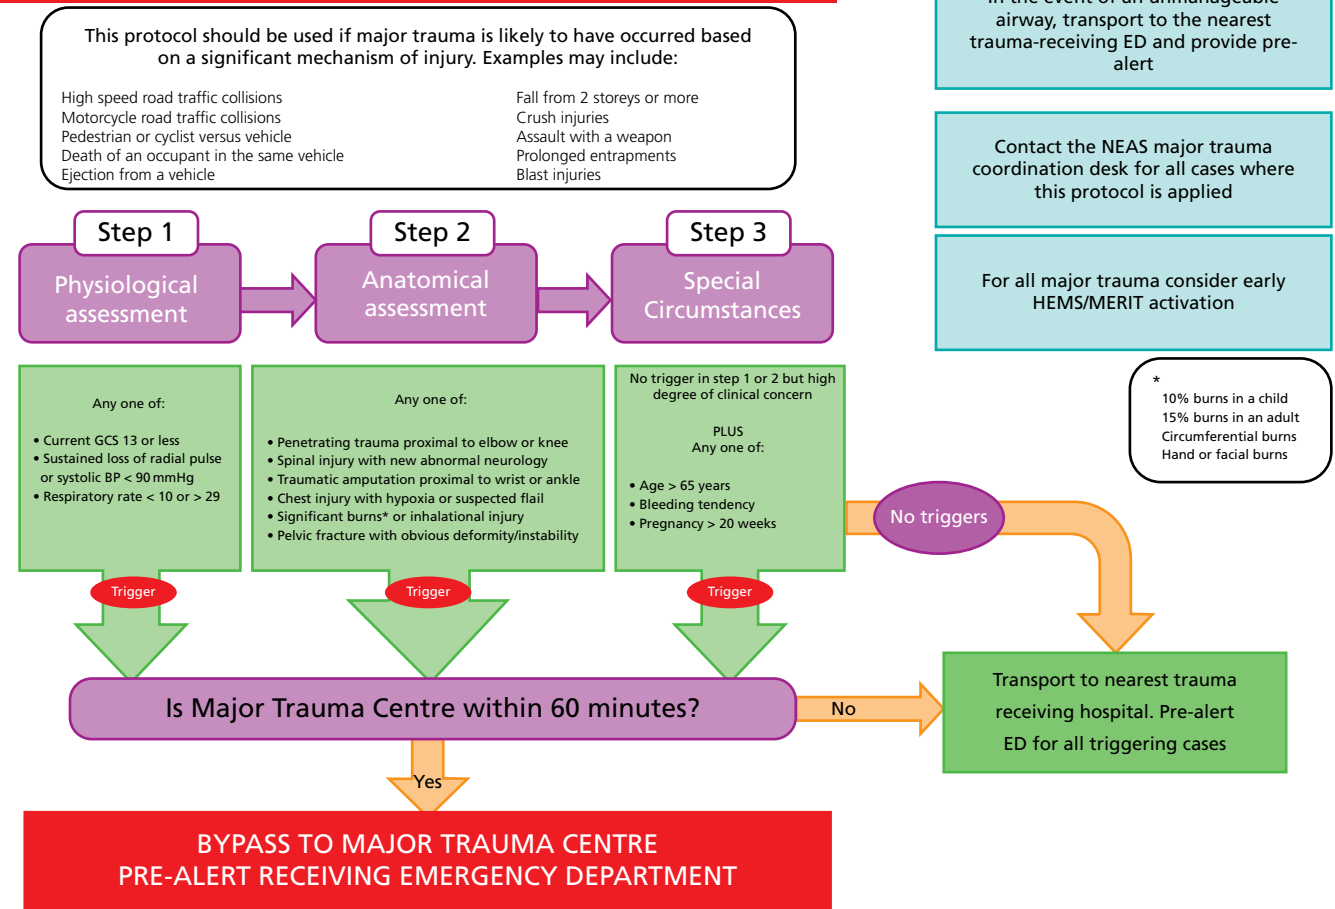 This protocol should be used if major trauma is likely to have occurred based
on a significant mechanism of injury. Examples may include:
High speed road traffic collisions
Motorcycle road traffic collisions
Pedestrian or cyclist versus vehicle
Death of an occupant in the same vehicle
Ejection from a vehicle
Fall from 2 storeys or more
Crush injuries
Assault with a weapon
Prolonged entrapments
Blast injuries
in the event of an unmanageable
airway, transport to the nearest
trauma-receiving ED and provide pre-
alert
Contact the NEAS major trauma
coordination desk for all cases where
this protocol is applied
For all major trauma consider early
HEMS/MERIT activation
Step 1
Physiological
assessment
Step 2
Anatomical
assessment
Step 3
Special
Circumstances
Any one of:
• Current GCS 13 or less
• Sustained loss of radial pulse
or systolic BP < 90 mmHg
• Respiratory rate < 10 or > 29
Trigger
Any one of:
• Penetrating trauma proximal to elbow or knee
• Spinal injury with new abnormal neurology
• Traumatic amputation proximal to wrist or ankle
• Chest injury with hypoxia or suspected flail
• Significant burns* or inhalational injury
• Pelvic fracture with obvious deformity/instability
Trigger
No trigger in step 1 or 2 but high
degree of clinical concern
PLUS
Any one of:
• Age > 65 years
• Bleeding tendency
• Pregnancy > 20 weeks
Trigger
*
10% burns in a child
15% burns in an adult
Circumferential burns
Hand or facial burns
No triggers
Is Major Trauma Centre within 60 minutes?
No
Transport to nearest trauma
receiving hospital. Pre-alert
ED for all triggering cases
Yes
BYPASS TO MAJOR TRAUMA CENTRE
PRE-ALERT RECEIVING EMERGENCY DEPARTMENT